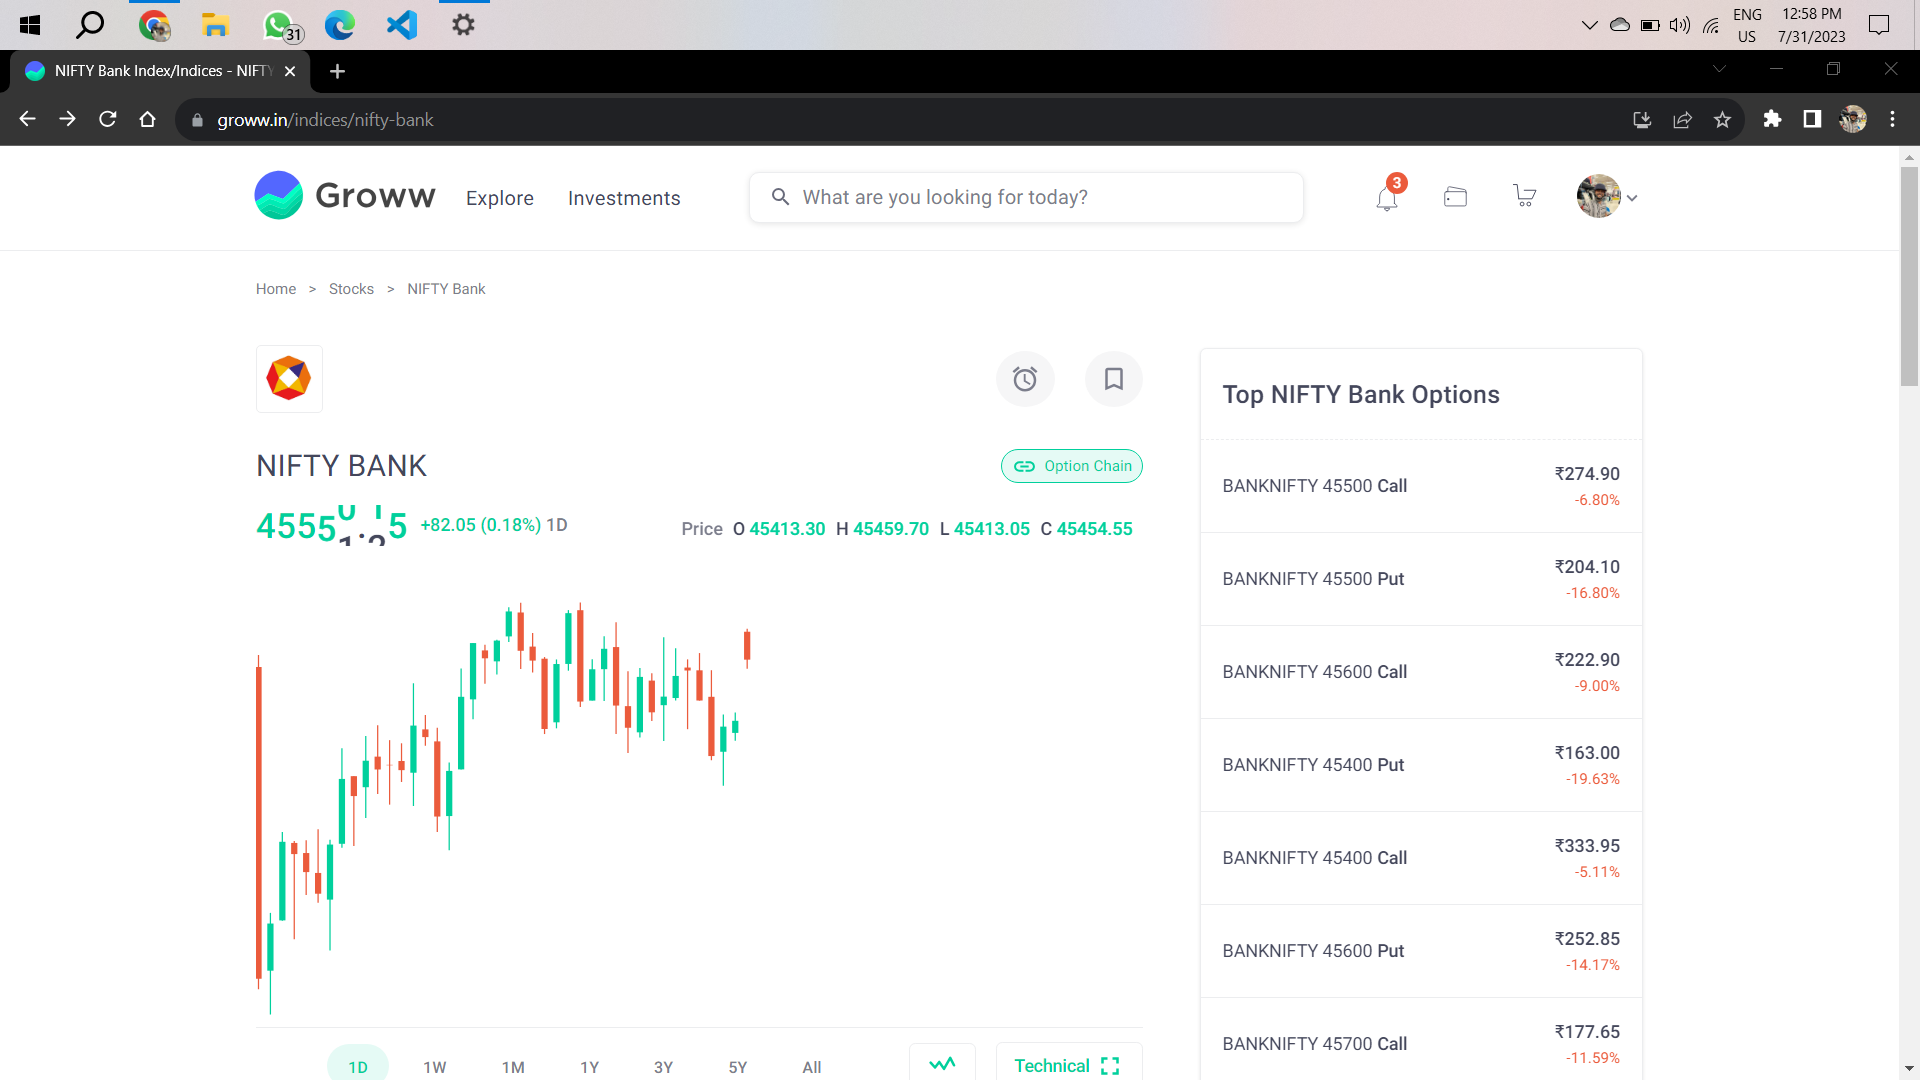 31
ENG
US
12:58 PM
7/31/2023
NIFTY Bank Index/Indices - NIFTY
groww.in/indices/nifty-bank
Groww
Explore
Investments
What are you looking for today?
3
Home > Stocks > NIFTY Bank
NIFTY BANK
Option Chain
+82.05 (0.18%) 1D
Price O 45413.30 H 45459.70 L 45413.05 C 45454.55
1D 1W 1M 1Y 3Y 5Y All
Technical
Top NIFTY Bank Options
BANKNIFTY 45500 Call
₹274.90
-6.80%
BANKNIFTY 45500 Put
₹204.10
-16.80%
BANKNIFTY 45600 Call
₹222.90
-9.00%
BANKNIFTY 45400 Put
₹163.00
-19.63%
BANKNIFTY 45400 Call
₹333.95
-5.11%
BANKNIFTY 45600 Put
₹252.85
-14.17%
BANKNIFTY 45700 Call
₹177.65
-11.59%